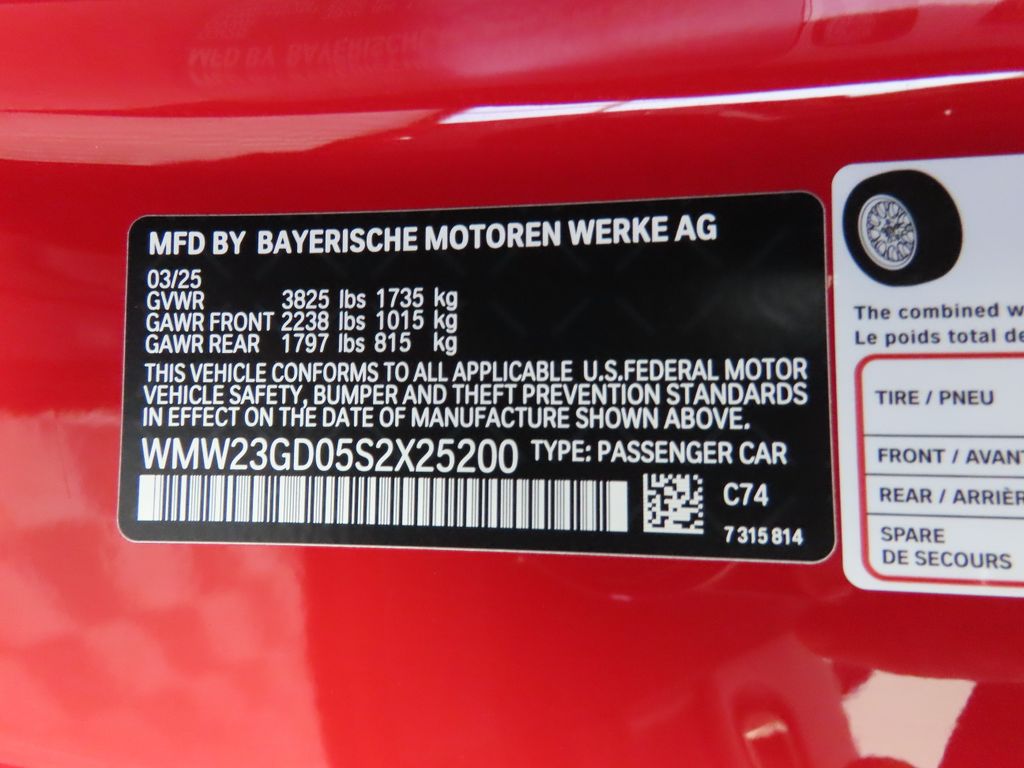 MFD BY BAYERISCHE MOTOREN WERKE AG
03/25
GVWR 3825 lbs 1735 kg
GAWR FRONT 2238 lbs 1015 kg
GAWR REAR 1797 lbs 815 kg
THIS VEHICLE CONFORMS TO ALL APPLICABLE U.S.FEDERAL MOTOR
VEHICLE SAFETY, BUMPER AND THEFT PREVENTION STANDARDS
IN EFFECT ON THE DATE OF MANUFACTURE SHOWN ABOVE.
WMW23GD05S2X25200 TYPE: PASSENGER CAR
C74
7 315 814
The combined w
Le poids total de
TIRE / PNEU
FRONT / AVANT
REAR / ARRIÈR
SPARE
DE SECOURS